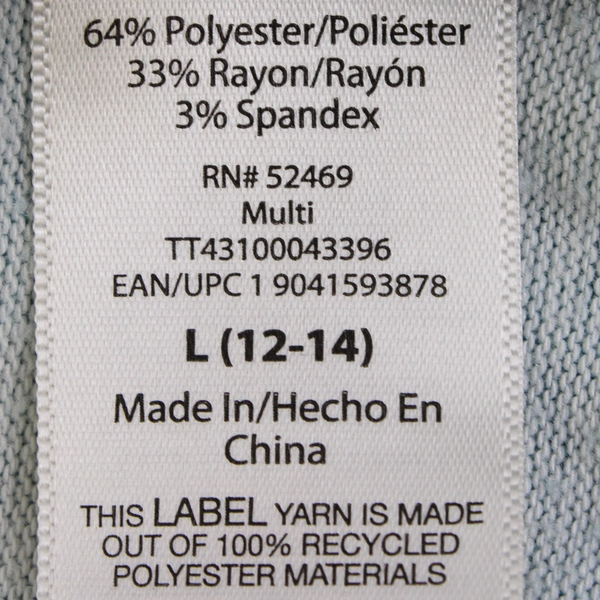 64% Polyester/Poliéster
33% Rayon/Rayón
3% Spandex
RN# 52469
Multi
TT43100043396
EAN/UPC 1 9041593878
L (12-14)
Made In/Hecho En
China
THIS LABEL YARN IS MADE
OUT OF 100% RECYCLED
POLYESTER MATERIALS